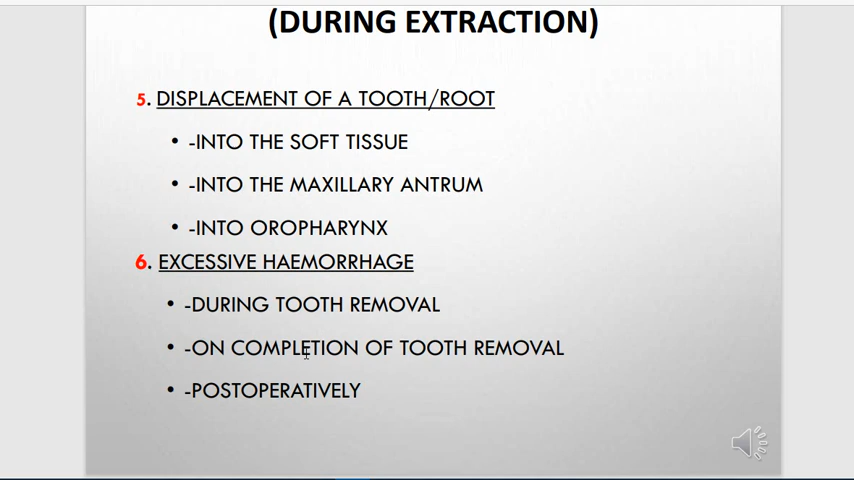 (DURING EXTRACTION)
5. DISPLACEMENT OF A TOOTH/ROOT
• -INTO THE SOFT TISSUE
• -INTO THE MAXILLARY ANTRUM
• -INTO OROPHARYNX
6. EXCESSIVE HAEMORRHAGE
• -DURING TOOTH REMOVAL
• -ON COMPLETION OF TOOTH REMOVAL
• -POSTOPERATIVELY